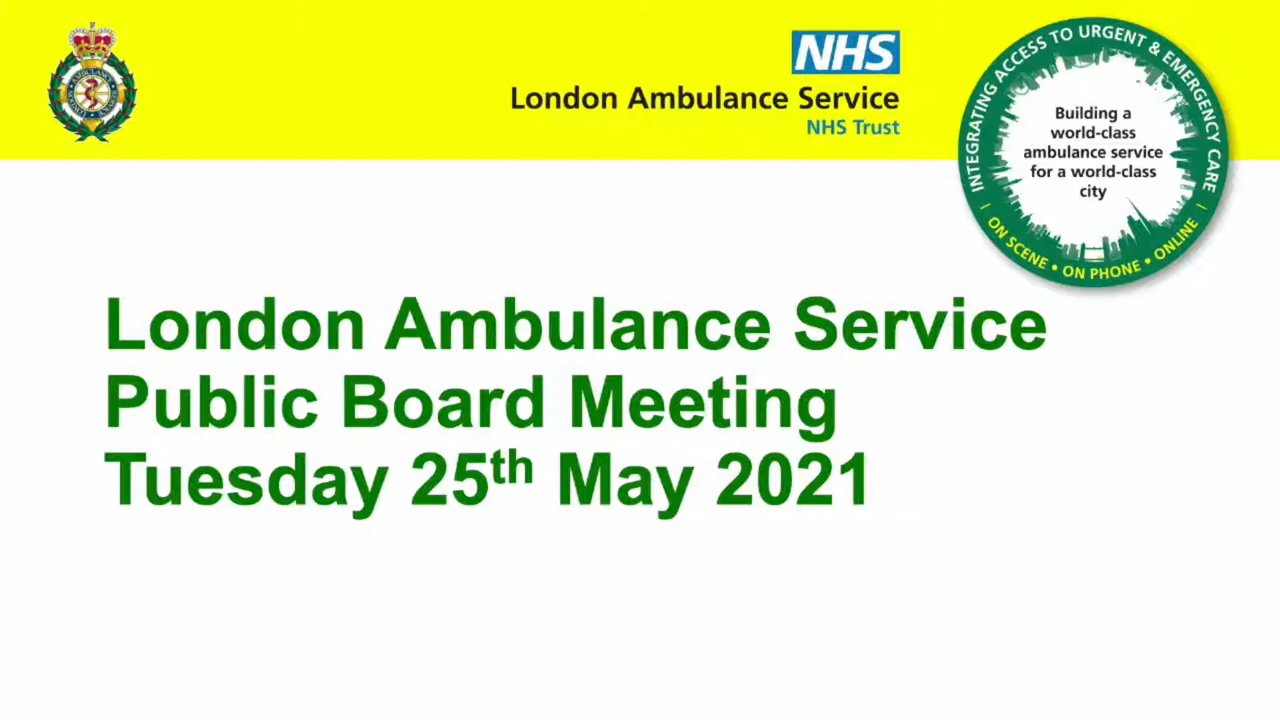 NHS
London Ambulance Service
NHS Trust
INTEGRATING ACCESS TO URGENT & EMERGENCY CARE
Building a
world-class
ambulance service
for a world-class
city
| ON SCENE • ON PHONE • ONLINE |
London Ambulance Service
Public Board Meeting
Tuesday 25th May 2021